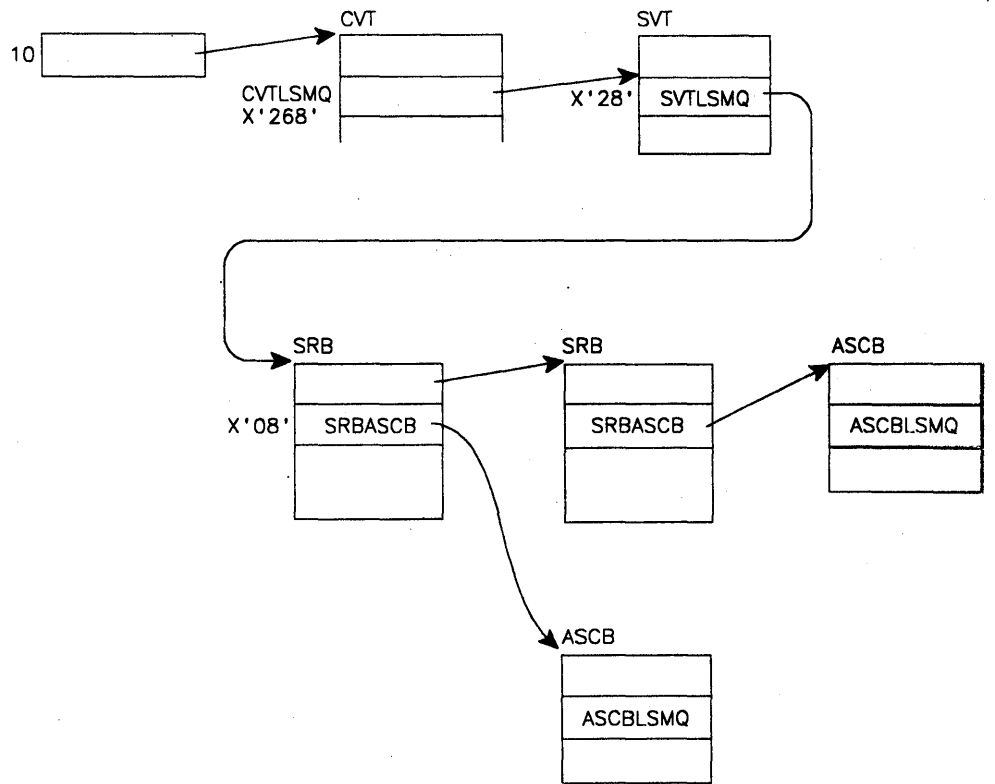 CVT
SVT
10
CVTLSMQ
X'268'
X'28'
SVTLSMQ
SRB
SRB
ASCB
X'08'
SRBASCB
SRBASCB
ASCBLSMQ
ASCB
ASCBLSMQ